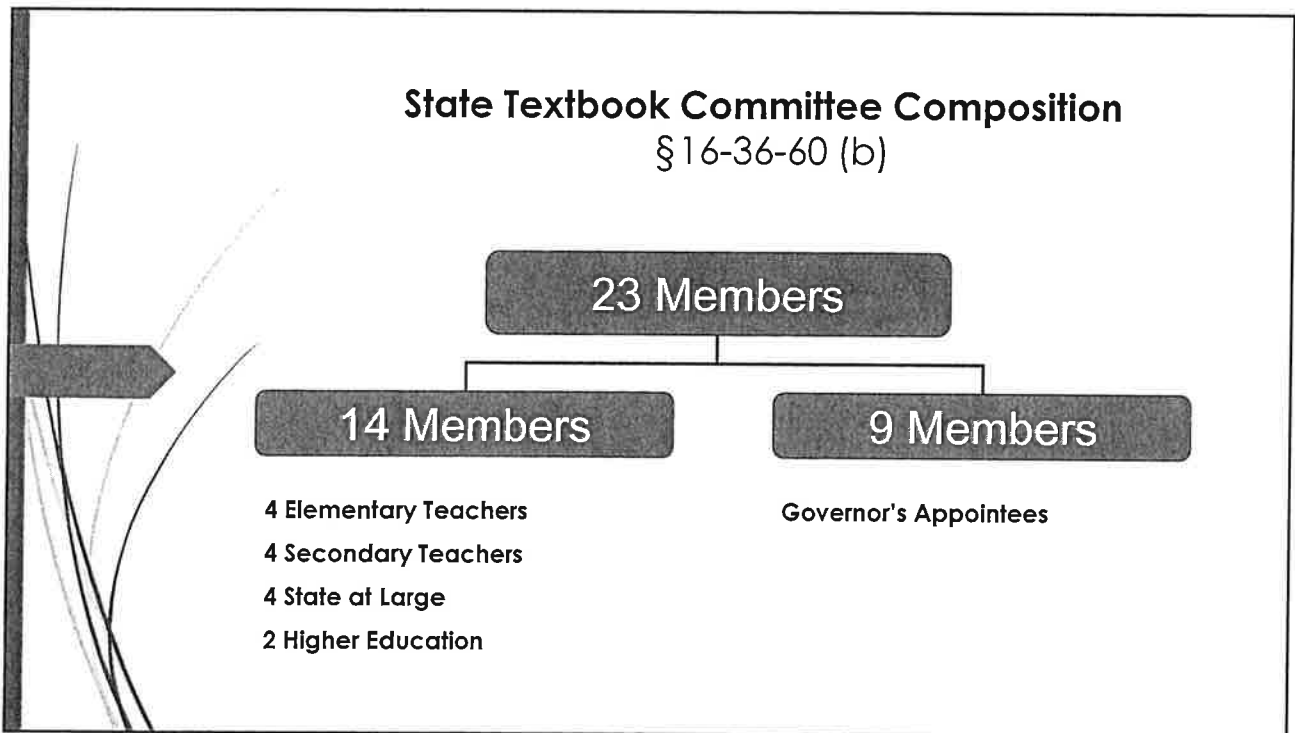 State Textbook Committee Composition
§16-36-60 (b)
23 Members
14 Members
9 Members
4 Elementary Teachers
4 Secondary Teachers
4 State at Large
2 Higher Education
Governor's Appointees